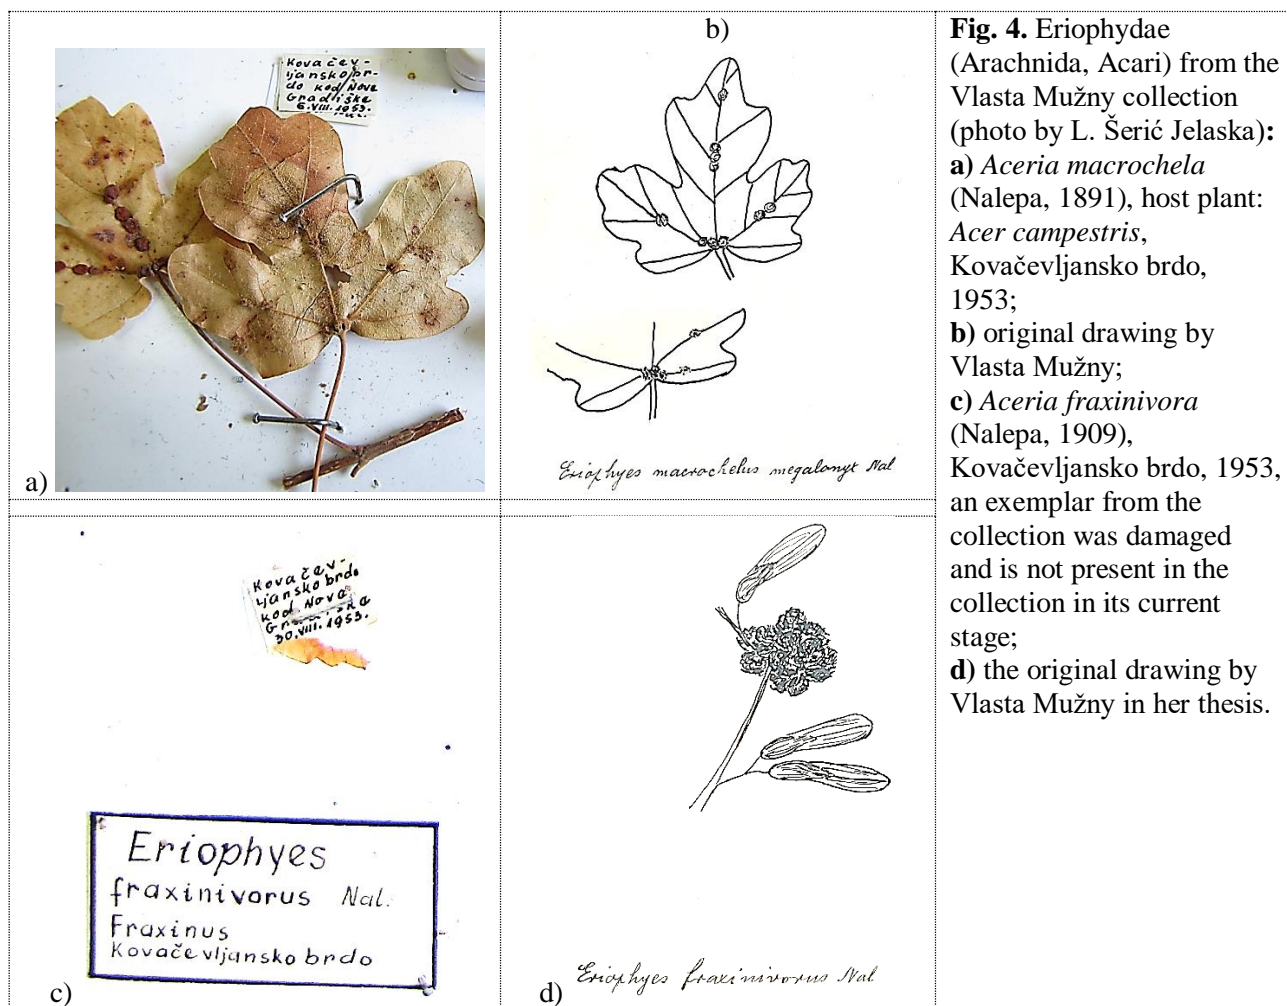 b)
Kovačev-
ljansko br-
do kod Nove
Gradiške
6.VIII.1953.
a)
Eriophyes macrochelus megalonyt Nal
Kovačev-
ljansko brdo
kod Nova
Gradiška
30.VIII.1953.
Eriophyes
fraxinivorus Nal.
Fraxinus
Kovačevljansko brdo
c)
Eriophyes fraxinivorus Nal
d)
Fig. 4. Eriophydae
(Arachnida, Acari) from the
Vlasta Mužny collection
(photo by L. Šerić Jelaska):
a) Aceria macrochela
(Nalepa, 1891), host plant:
Acer campestris,
Kovačevljansko brdo,
1953;
b) original drawing by
Vlasta Mužny;
c) Aceria fraxinivora
(Nalepa, 1909),
Kovačevljansko brdo, 1953,
an exemplar from the
collection was damaged
and is not present in the
collection in its current
stage;
d) the original drawing by
Vlasta Mužny in her thesis.